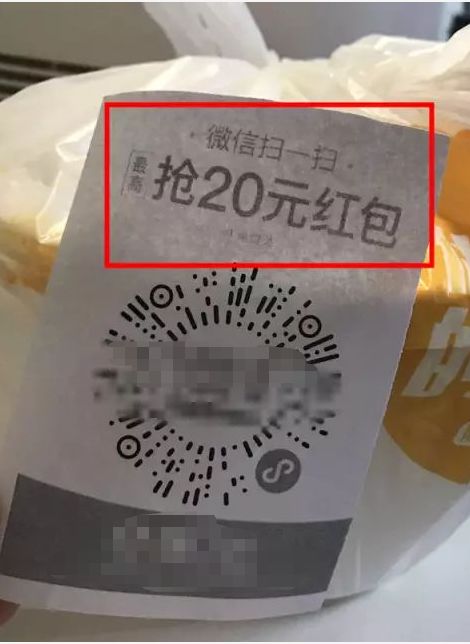 · 微信扫一扫 ·
最高
抢20元红包